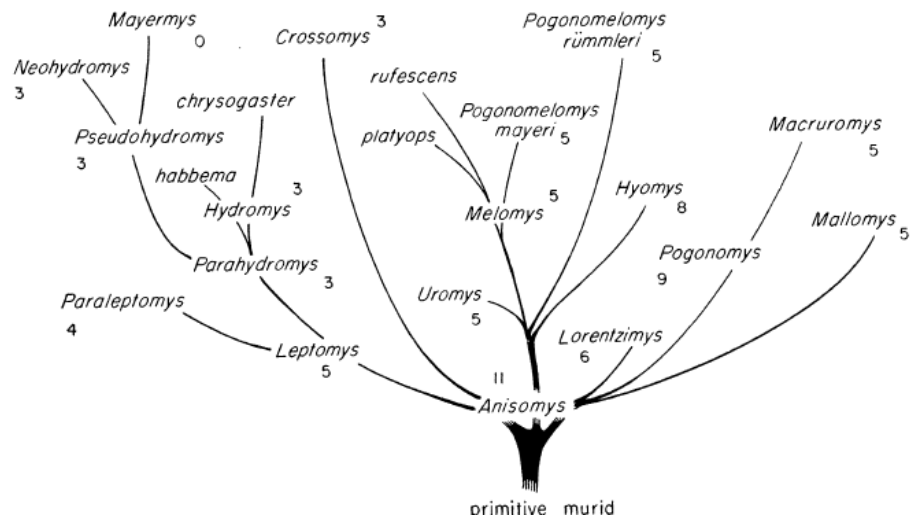 Mayermys
0
Crossomys
3
Pogonomelomys
rümmleri
5
Neohydromys
3
chrysogaster
rufescens
Pogonomelomys
mayeri
5
Pseudohydromys
3
platyops
Macruromys
5
habbema
3
Hydromys
5
Melomys
Hyomys
8
Mallomys
5
Parahydromys
3
Pogonomys
9
Paraleptomys
4
Uromys
5
Lorentzimys
6
Leptomys
5
11
Anisomys
primitive murid